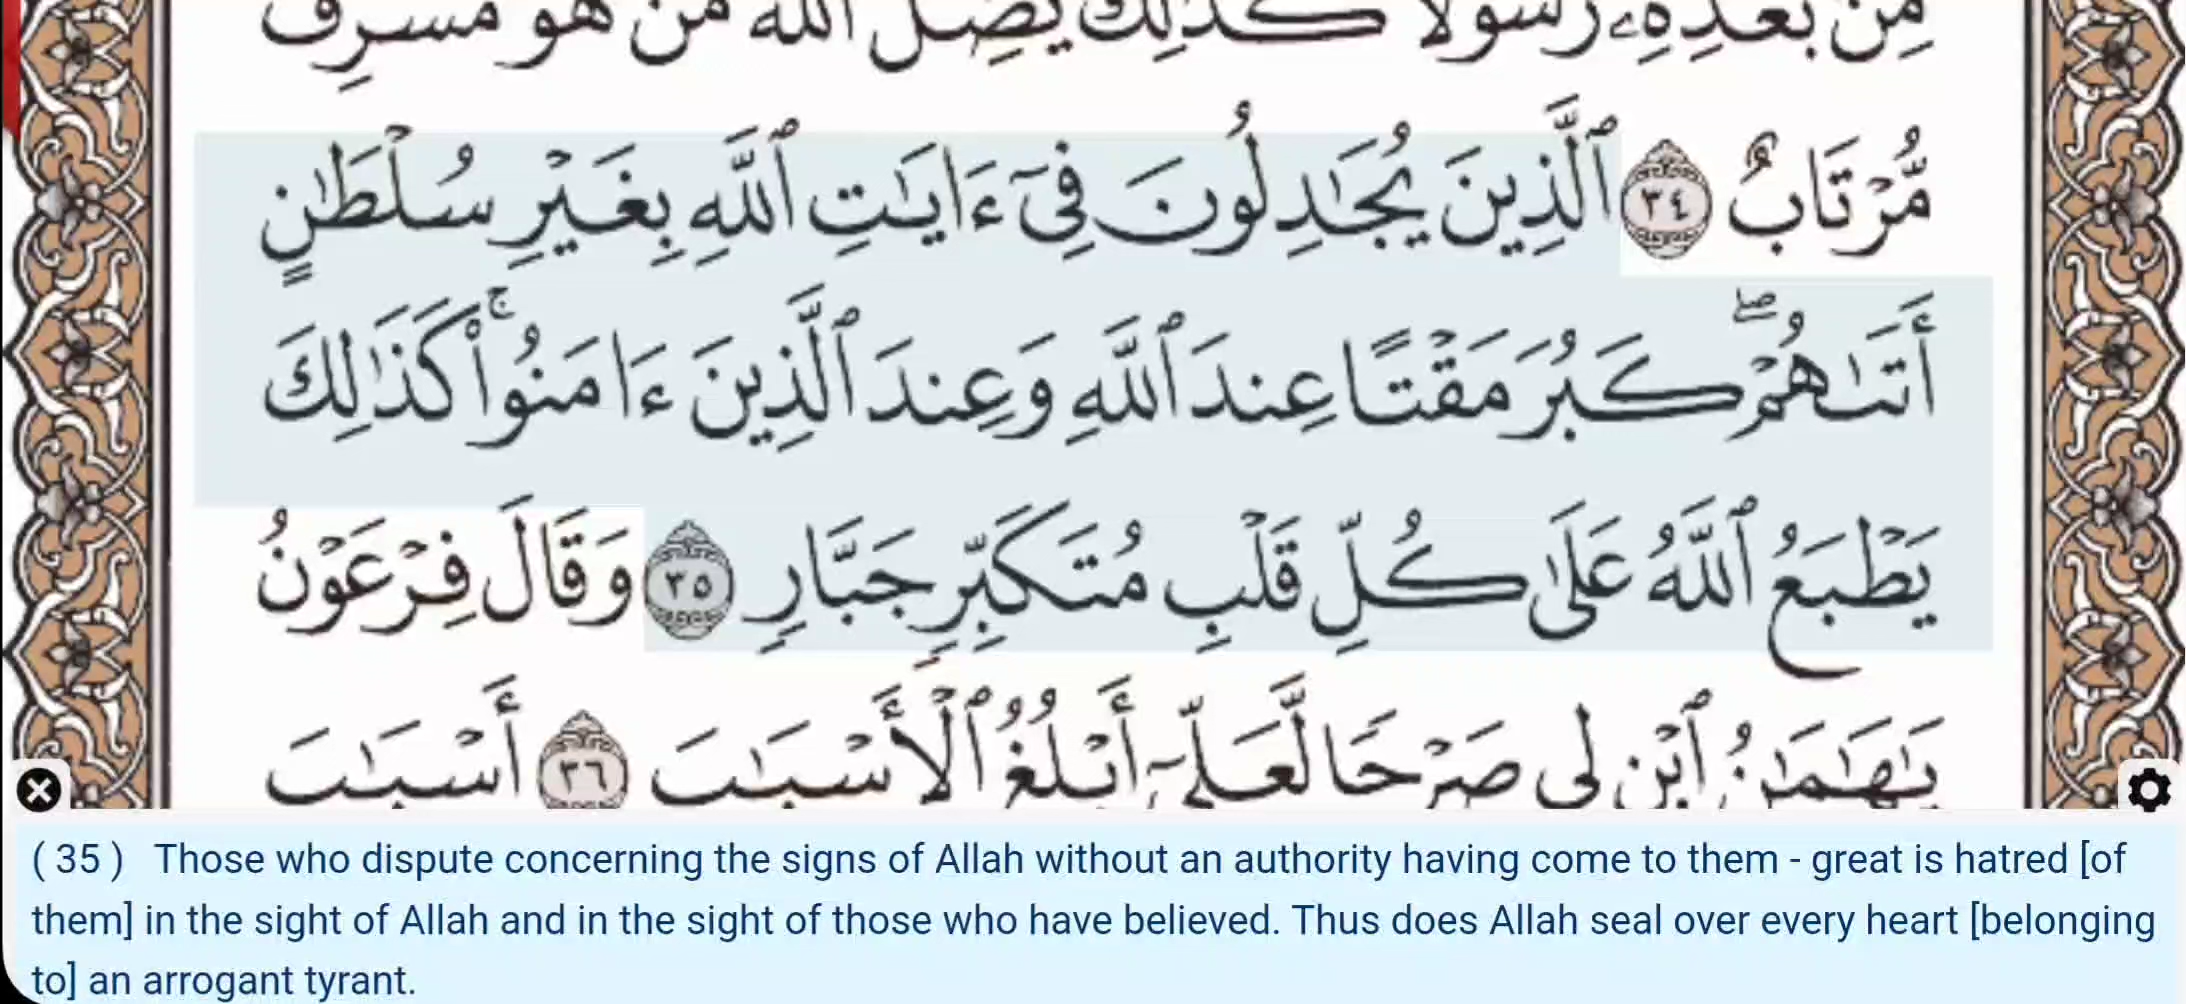 مِنۢ بَعْدِهِۦ رَسُولًا كَذَٰلِكَ يُضِلُّ ٱللَّهُ مَنْ هُوَ مُسْرِفٌ
مُّرْتَابٌ ٣٤ ٱلَّذِينَ يُجَٰدِلُونَ فِىٓ ءَايَٰتِ ٱللَّهِ بِغَيْرِ سُلْطَٰنٍ
أَتَىٰهُمْۖ كَبُرَ مَقْتًا عِندَ ٱللَّهِ وَعِندَ ٱلَّذِينَ ءَامَنُوا۟ۚ كَذَٰلِكَ
يَطْبَعُ ٱللَّهُ عَلَىٰ كُلِّ قَلْبِ مُتَكَبِّرٍ جَبَّارٍ ٣٥ وَقَالَ فِرْعَوْنُ
يَٰهَٰمَٰنُ ٱبْنِ لِى صَرْحًا لَّعَلِّىٓ أَبْلُغُ ٱلْأَسْبَٰبَ ٣٦ أَسْبَٰبَ
( 35 ) Those who dispute concerning the signs of Allah without an authority having come to them - great is hatred [of
them] in the sight of Allah and in the sight of those who have believed. Thus does Allah seal over every heart [belonging
to] an arrogant tyrant.